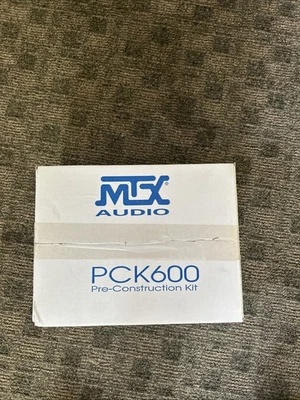 MTX®
AUDIO
PCK600
Pre-Construction Kit